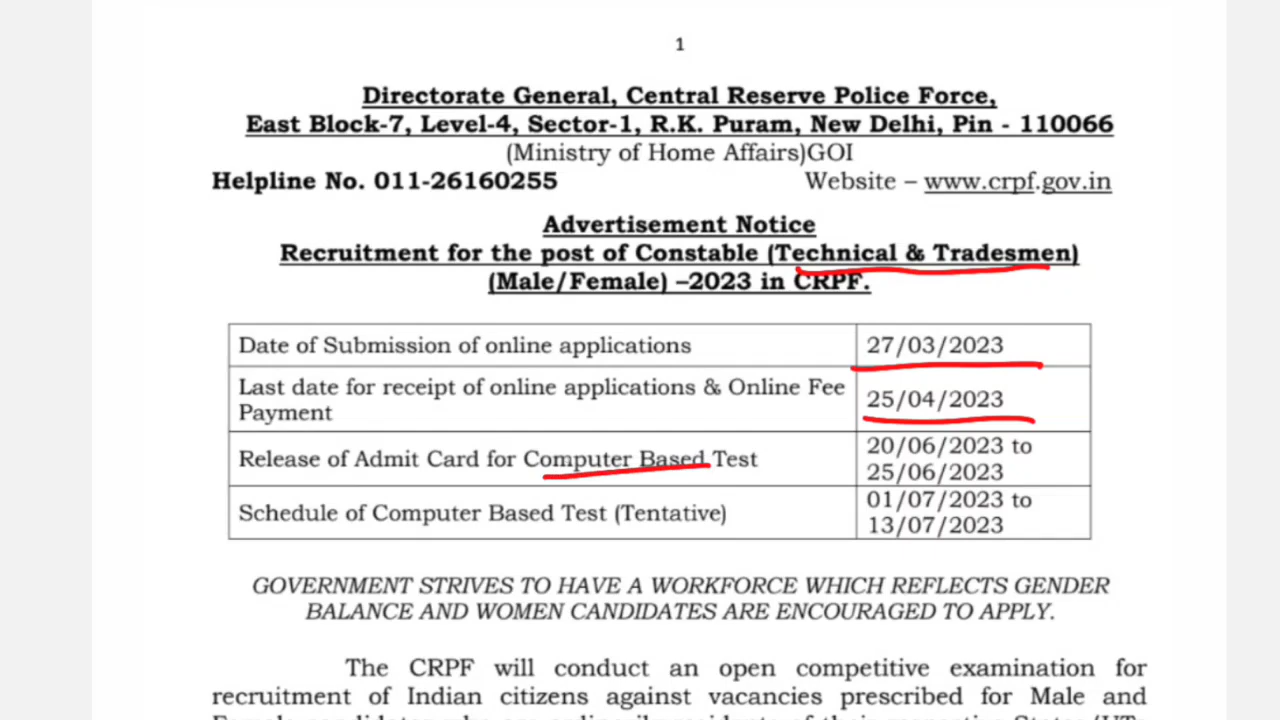 1
Directorate General, Central Reserve Police Force,
East Block-7, Level-4, Sector-1, R.K. Puram, New Delhi, Pin - 110066
(Ministry of Home Affairs)GOI
Helpline No. 011-26160255 Website – www.crpf.gov.in
Advertisement Notice
Recruitment for the post of Constable (Technical & Tradesmen)
(Male/Female) –2023 in CRPF.
Date of Submission of online applications 27/03/2023
Last date for receipt of online applications & Online Fee
Payment 25/04/2023
Release of Admit Card for Computer Based Test 20/06/2023 to
25/06/2023
Schedule of Computer Based Test (Tentative) 01/07/2023 to
13/07/2023
GOVERNMENT STRIVES TO HAVE A WORKFORCE WHICH REFLECTS GENDER
BALANCE AND WOMEN CANDIDATES ARE ENCOURAGED TO APPLY.
The CRPF will conduct an open competitive examination for
recruitment of Indian citizens against vacancies prescribed for Male and